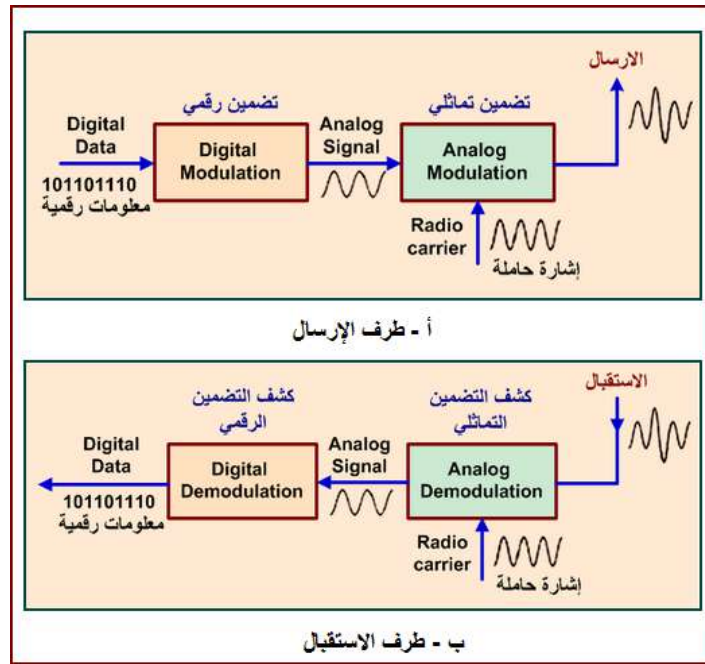 الارسال
تضمين رقمي
تضمين تماثلي
Digital
Data
101101110
معلومات رقمية
Digital
Modulation
Analog
Signal
Analog
Modulation
Radio
carrier
إشارة حاملة
أ - طرف الإرسال
الاستقبال
كشف التضمين
التماثلي
كشف التضمين
الرقمي
Digital
Data
101101110
معلومات رقمية
Digital
Demodulation
Analog
Signal
Analog
Demodulation
Radio
carrier
إشارة حاملة
ب - طرف الاستقبال